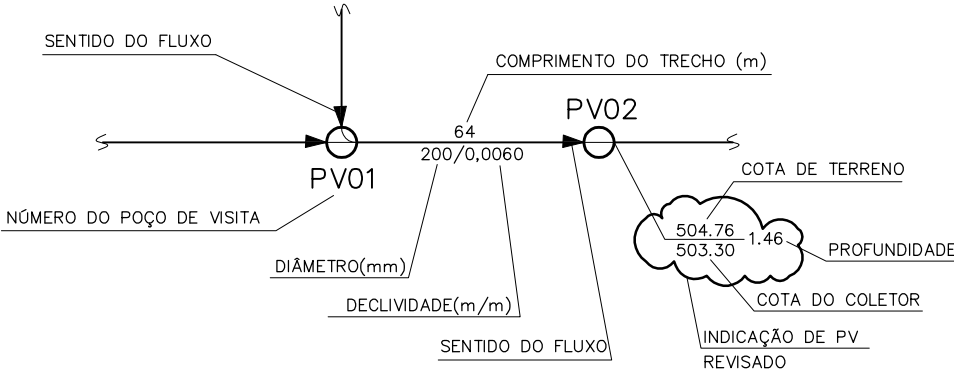 SENTIDO DO FLUXO
COMPRIMENTO DO TRECHO (m)
PV02
64
200/0,0060
PV01
COTA DE TERRENO
NÚMERO DO POÇO DE VISITA
504.76
1.46
503.30
PROFUNDIDADE
DIÂMETRO(mm)
DECLIVIDADE(m/m)
COTA DO COLETOR
SENTIDO DO FLUXO
INDICAÇÃO DE PV
REVISADO